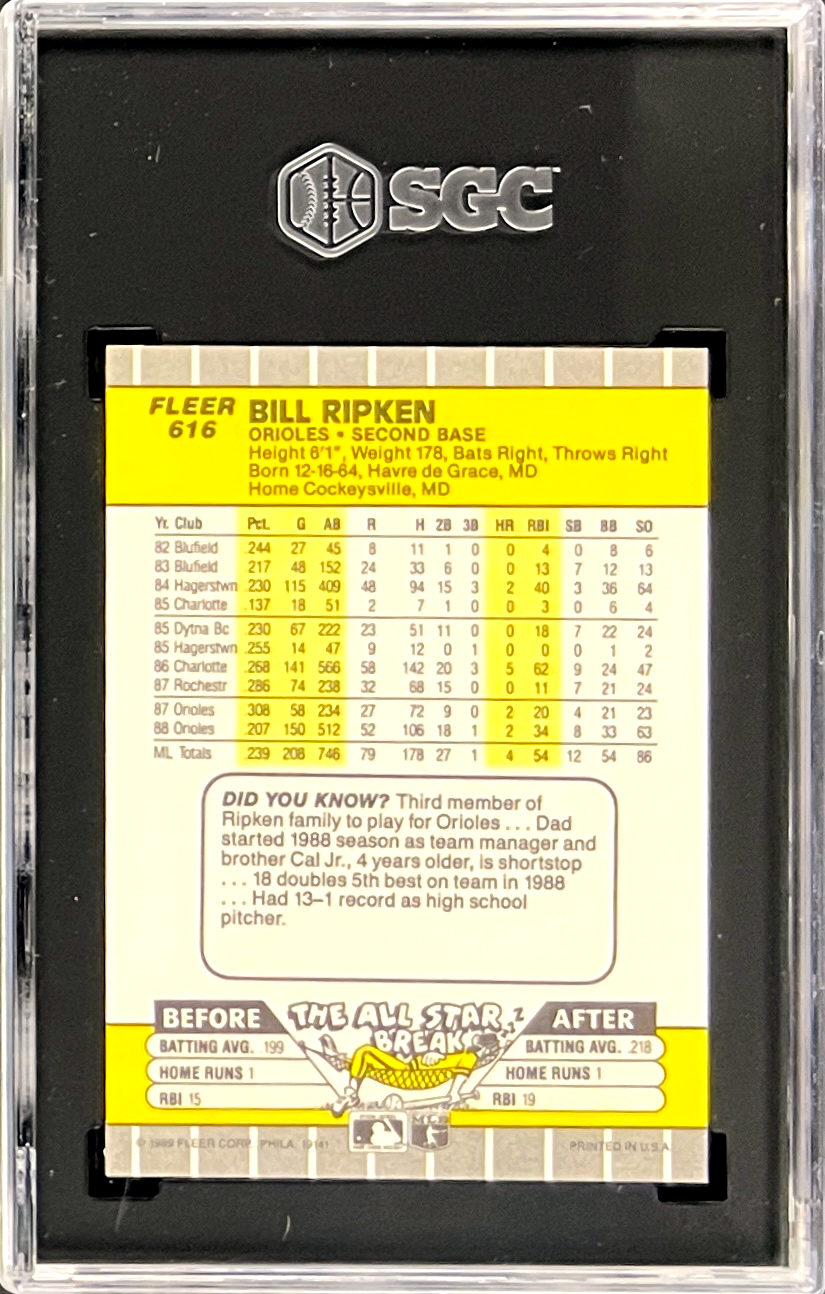 SGC
FLEER
616
BILL RIPKEN
ORIOLES • SECOND BASE
Height 6'1", Weight 178, Bats Right, Throws Right
Born 12-16-64, Havre de Grace, MD
Home Cockeysville, MD
Yr. Club Pct. G AB R H 2B 3B HR RBI SB BB SO
82 Blufield .244 27 45 8 11 1 0 0 4 0 8 6
83 Blufield .217 48 152 24 33 6 0 0 13 7 12 13
84 Hagerstwn .230 115 409 48 94 15 3 2 40 3 36 64
85 Charlotte .137 18 51 2 7 1 0 0 3 0 6 4
85 Dytna Bc .230 67 222 23 51 11 0 0 18 7 22 24
85 Hagerstwn .255 14 47 9 12 0 1 0 0 0 1 2
86 Charlotte .268 141 566 58 142 20 3 5 62 9 24 47
87 Rochestr .286 74 238 32 68 15 0 0 11 7 21 24
87 Orioles .308 58 234 27 72 9 0 2 20 4 21 23
88 Orioles .207 150 512 52 106 18 1 2 34 8 33 63
ML Totals .239 208 746 79 178 27 1 4 54 12 54 86
DID YOU KNOW? Third member of
Ripken family to play for Orioles . . . Dad
started 1988 season as team manager and
brother Cal Jr., 4 years older, is shortstop
. . . 18 doubles 5th best on team in 1988
. . . Had 13–1 record as high school
pitcher.
THE ALL STAR
BREAK
ZZZ
BEFORE
BATTING AVG. .199
HOME RUNS 1
RBI 15
AFTER
BATTING AVG. .218
HOME RUNS 1
RBI 19
© 1989 FLEER CORP. PHILA. 19141
PRINTED IN U.S.A.